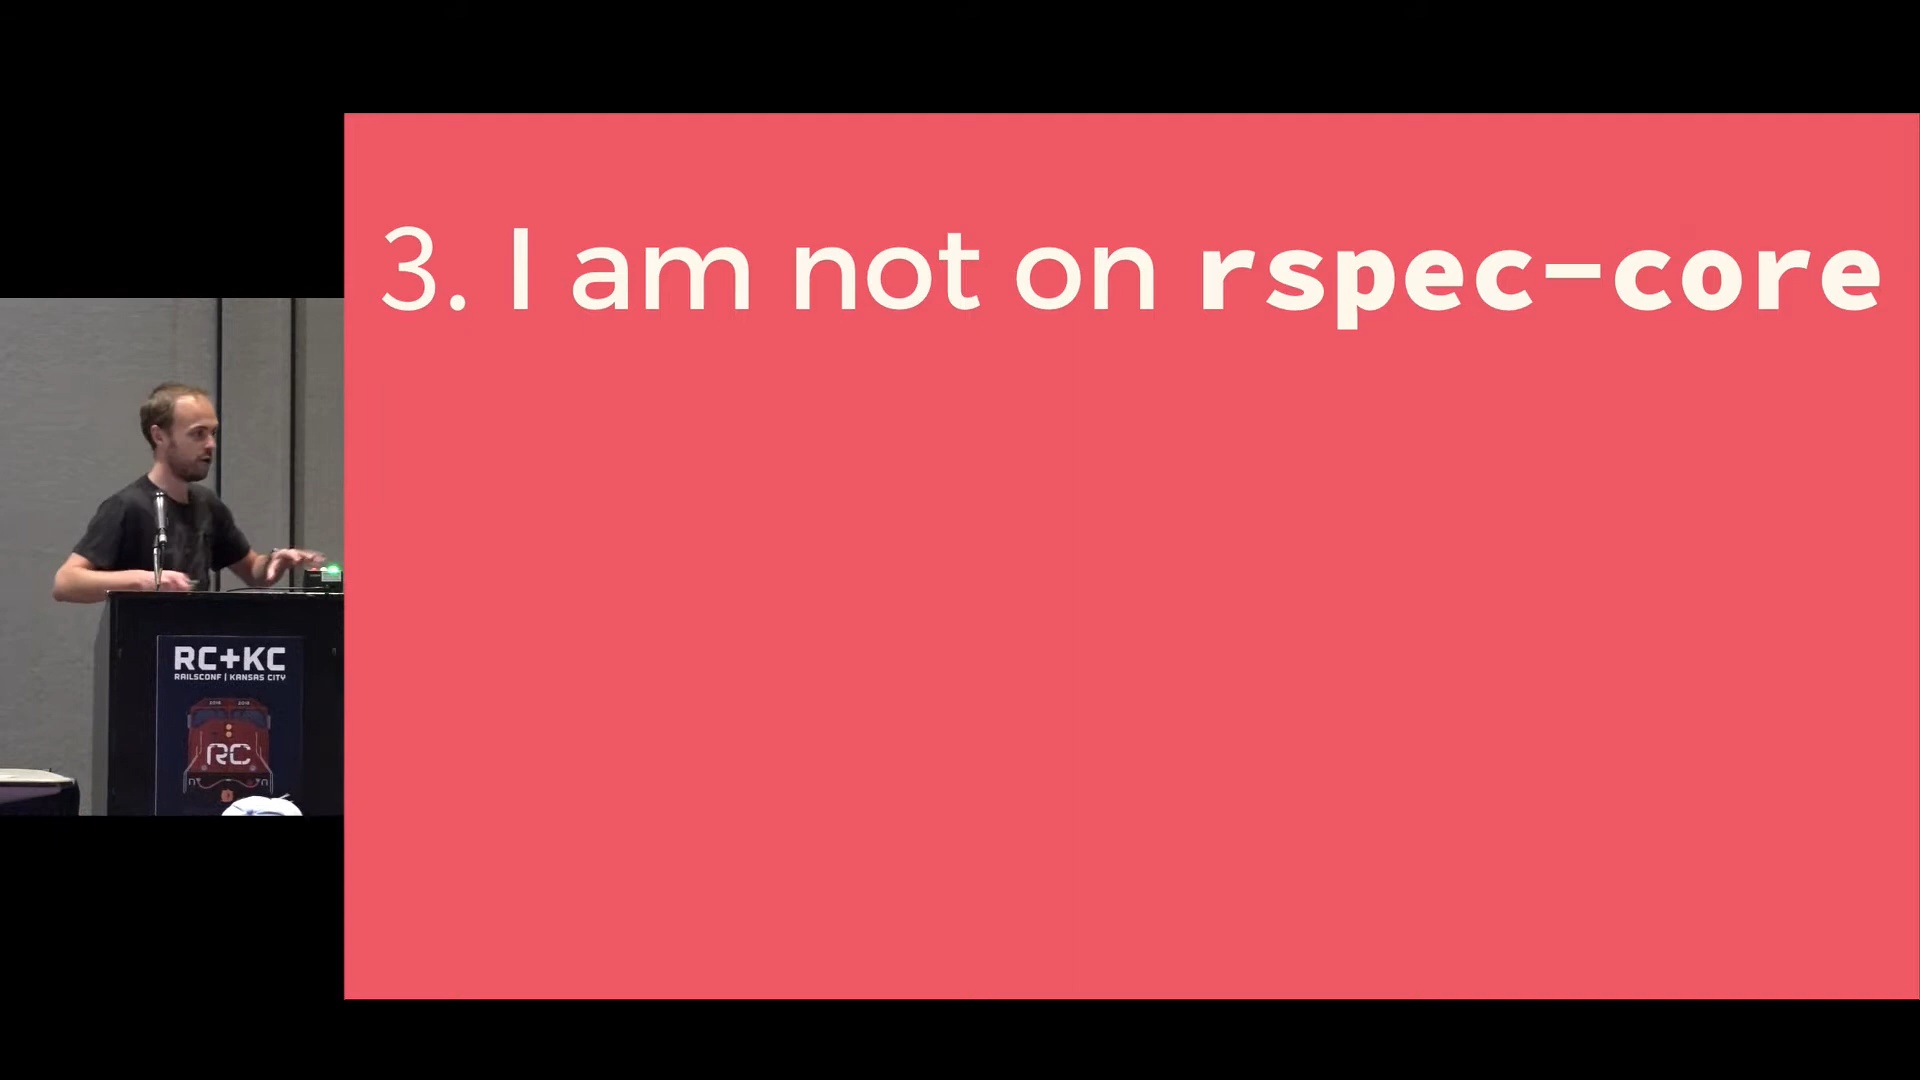 3. I am not on rspec-core
RC+KC
RAILSCONF | KANSAS CITY
RC